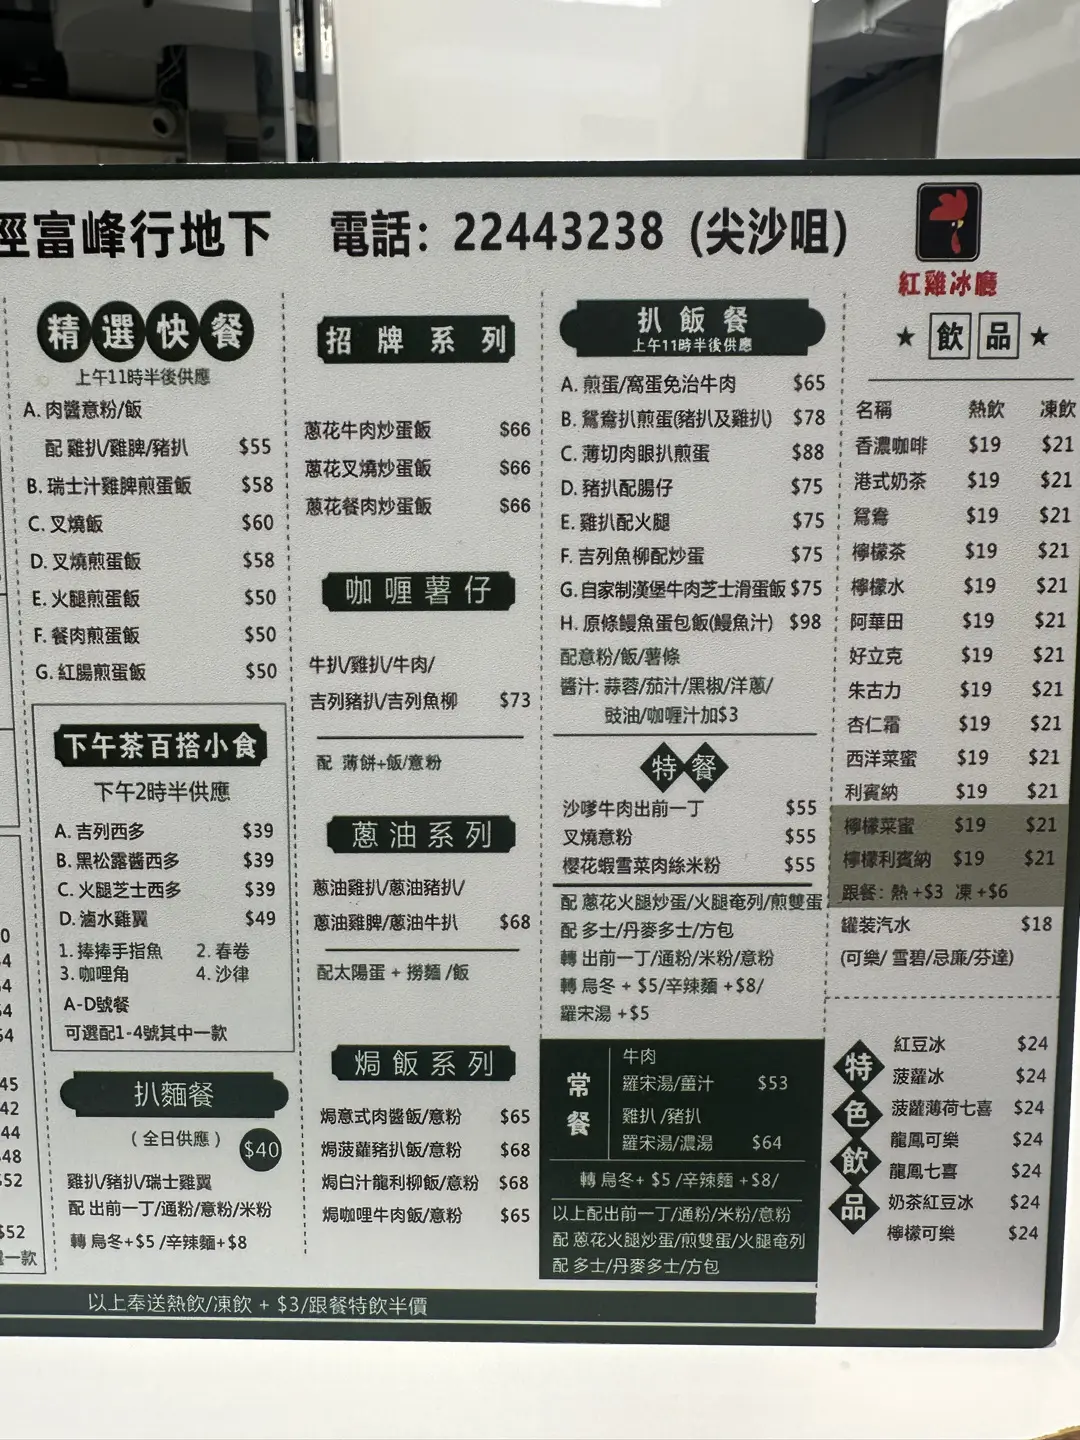 徑富峰行地下 電話：22443238（尖沙咀）
紅雞冰廳
精選快餐
上午11時半後供應
A. 肉醬意粉/飯
配 雞扒/雞脾/豬扒 $55
B. 瑞士汁雞脾煎蛋飯 $58
C. 叉燒飯 $60
D. 叉燒煎蛋飯 $58
E. 火腿煎蛋飯 $50
F. 餐肉煎蛋飯 $50
G. 紅腸煎蛋飯 $50
下午茶百搭小食
下午2時半供應
A. 吉列西多 $39
B. 黑松露醬西多 $39
C. 火腿芝士西多 $39
D. 滷水雞翼 $49
1. 捧捧手指魚 2. 春卷
3. 咖哩角 4. 沙律
A-D號餐
可選配1-4號其中一款
扒麵餐
（全日供應） $40
雞扒/豬扒/瑞士雞翼
配 出前一丁/通粉/意粉/米粉
轉 烏冬+$5 /辛辣麵+$8
招牌系列
蔥花牛肉炒蛋飯 $66
蔥花叉燒炒蛋飯 $66
蔥花餐肉炒蛋飯 $66
咖喱薯仔
牛扒/雞扒/牛肉/
吉列豬扒/吉列魚柳 $73
配 薄餅+飯/意粉
蔥油系列
蔥油雞扒/蔥油豬扒/
蔥油雞脾/蔥油牛扒 $68
配太陽蛋 + 撈麵 /飯
焗飯系列
焗意式肉醬飯/意粉 $65
焗菠蘿豬扒飯/意粉 $68
焗白汁龍利柳飯/意粉 $68
焗咖哩牛肉飯/意粉 $65
扒飯餐
上午11時半後供應
A. 煎蛋/窩蛋免治牛肉 $65
B. 鴛鴦扒煎蛋(豬扒及雞扒) $78
C. 薄切肉眼扒煎蛋 $88
D. 豬扒配腸仔 $75
E. 雞扒配火腿 $75
F. 吉列魚柳配炒蛋 $75
G. 自家制漢堡牛肉芝士滑蛋飯 $75
H. 原條鰻魚蛋包飯(鰻魚汁) $98
配意粉/飯/薯條
醬汁: 蒜蓉/茄汁/黑椒/洋蔥/
豉油/咖喱汁加$3
特餐
沙嗲牛肉出前一丁 $55
叉燒意粉 $55
櫻花蝦雪菜肉絲米粉 $55
配 蔥花火腿炒蛋/火腿奄列/煎雙蛋
配 多士/丹麥多士/方包
轉 出前一丁/通粉/米粉/意粉
轉 烏冬 + $5/辛辣麵 +$8/
羅宋湯 +$5
常餐
牛肉
羅宋湯/薑汁 $53
雞扒 /豬扒
羅宋湯/濃湯 $64
轉 烏冬+ $5 /辛辣麵 +$8/
以上配出前一丁/通粉/米粉/意粉
配 蔥花火腿炒蛋/煎雙蛋/火腿奄列
配 多士/丹麥多士/方包
★ 飲品 ★
名稱 熱飲 凍飲
香濃咖啡 $19 $21
港式奶茶 $19 $21
鴛鴦 $19 $21
檸檬茶 $19 $21
檸檬水 $19 $21
阿華田 $19 $21
好立克 $19 $21
朱古力 $19 $21
杏仁霜 $19 $21
西洋菜蜜 $19 $21
利賓納 $19 $21
檸檬菜蜜 $19 $21
檸檬利賓納 $19 $21
跟餐：熱 +$3 凍 +$6
罐装汽水 $18
(可樂/ 雪碧/忌廉/芬達)
特色飲品
紅豆冰 $24
菠蘿冰 $24
菠蘿薄荷七喜 $24
龍鳳可樂 $24
龍鳳七喜 $24
奶茶紅豆冰 $24
檸檬可樂 $24
以上奉送熱飲/凍飲 + $3/跟餐特飲半價